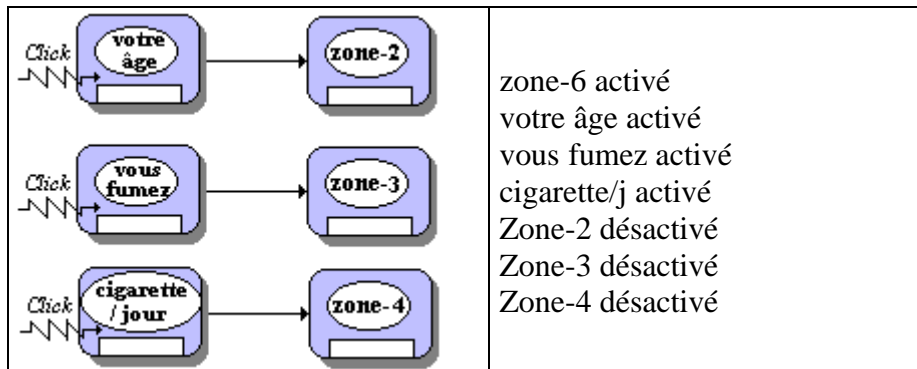 Click
votre
âge
zone-2
Click
vous
fumez
zone-3
Click
cigarette
/ jour
zone-4
zone-6 activé
votre âge activé
vous fumez activé
cigarette/j activé
Zone-2 désactivé
Zone-3 désactivé
Zone-4 désactivé